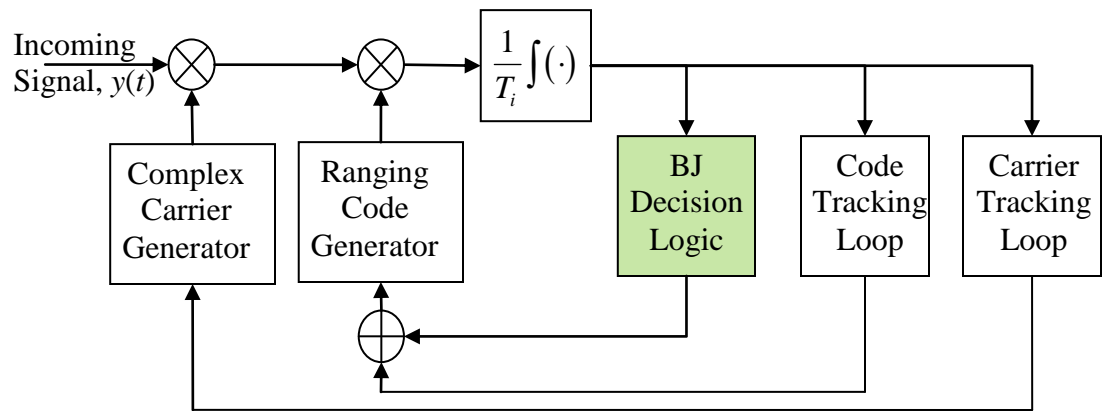 Incoming
Signal, y(t)
1
T_i
∫(·)
Complex
Carrier
Generator
Ranging
Code
Generator
BJ
Decision
Logic
Code
Tracking
Loop
Carrier
Tracking
Loop